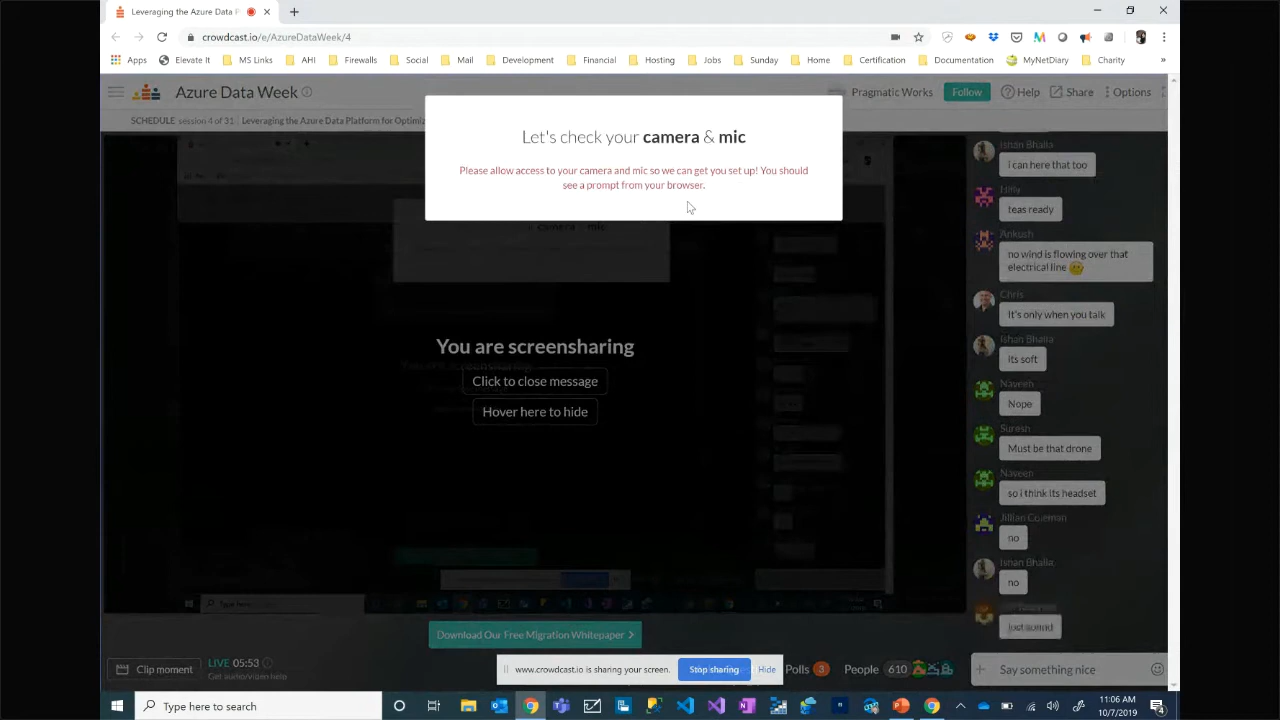 Leveraging the Azure Data P
crowdcast.io/e/AzureDataWeek/4
Apps
Elevate It
MS Links
AHI
Firewalls
Social
Mail
Development
Financial
Hosting
Jobs
Sunday
Home
Certification
Documentation
MyNetDiary
Charity
»
Azure Data Week
Pragmatic Works
Follow
Help
Share
Options
SCHEDULE session 4 of 31
Leveraging the Azure Data Platform for Optimiz
Let's check your camera & mic
Please allow access to your camera and mic so we can get you set up! You should
see a prompt from your browser.
camera mic
You are screensharing
Click to close message
Hover here to hide
Ishan Bhalla
i can here that too
teas ready
Ankush
no wind is flowing over that
electrical line
Chris
It's only when you talk
Ishan Bhalla
its soft
Naveen
Nope
Suresh
Must be that drone
Naveen
so i think its headset
Jillian Coleman
no
Ishan Bhalla
no
just sound
Download Our Free Migration Whitepaper
Clip moment
LIVE 05:53
Get audio/video help
www.crowdcast.io is sharing your screen.
Stop sharing
Hide
Polls 3
People 610
Say something nice
Type here to search
11:06 AM
10/7/2019
4